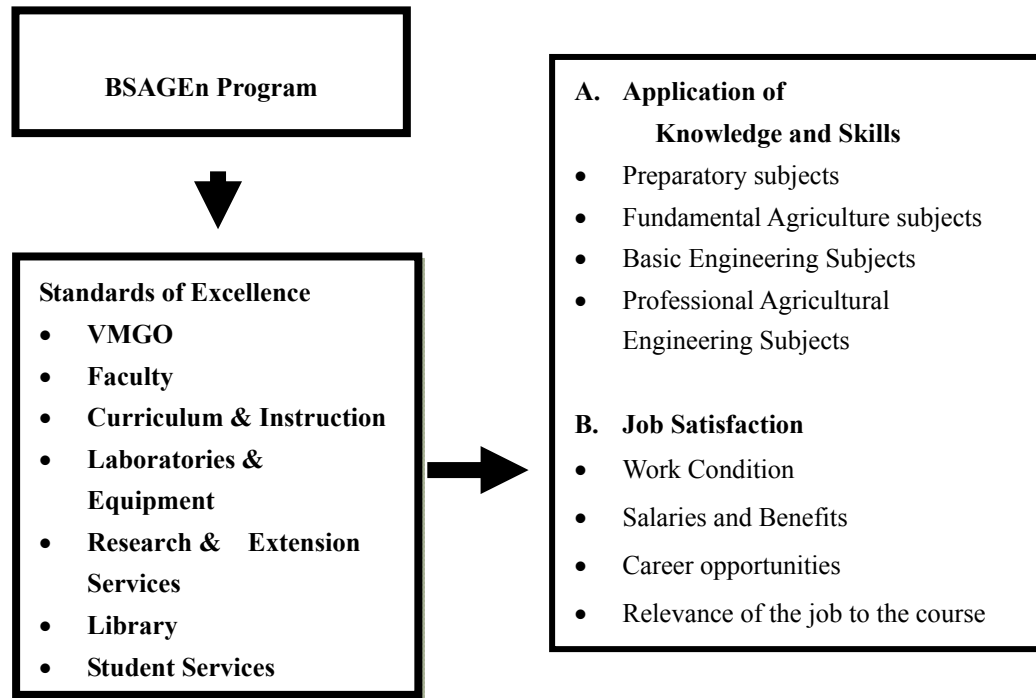 BSAGEn Program
Standards of Excellence
• VMGO
• Faculty
• Curriculum & Instruction
• Laboratories &
Equipment
• Research & Extension
Services
• Library
• Student Services
A. Application of
Knowledge and Skills
• Preparatory subjects
• Fundamental Agriculture subjects
• Basic Engineering Subjects
• Professional Agricultural
Engineering Subjects
B. Job Satisfaction
• Work Condition
• Salaries and Benefits
• Career opportunities
• Relevance of the job to the course